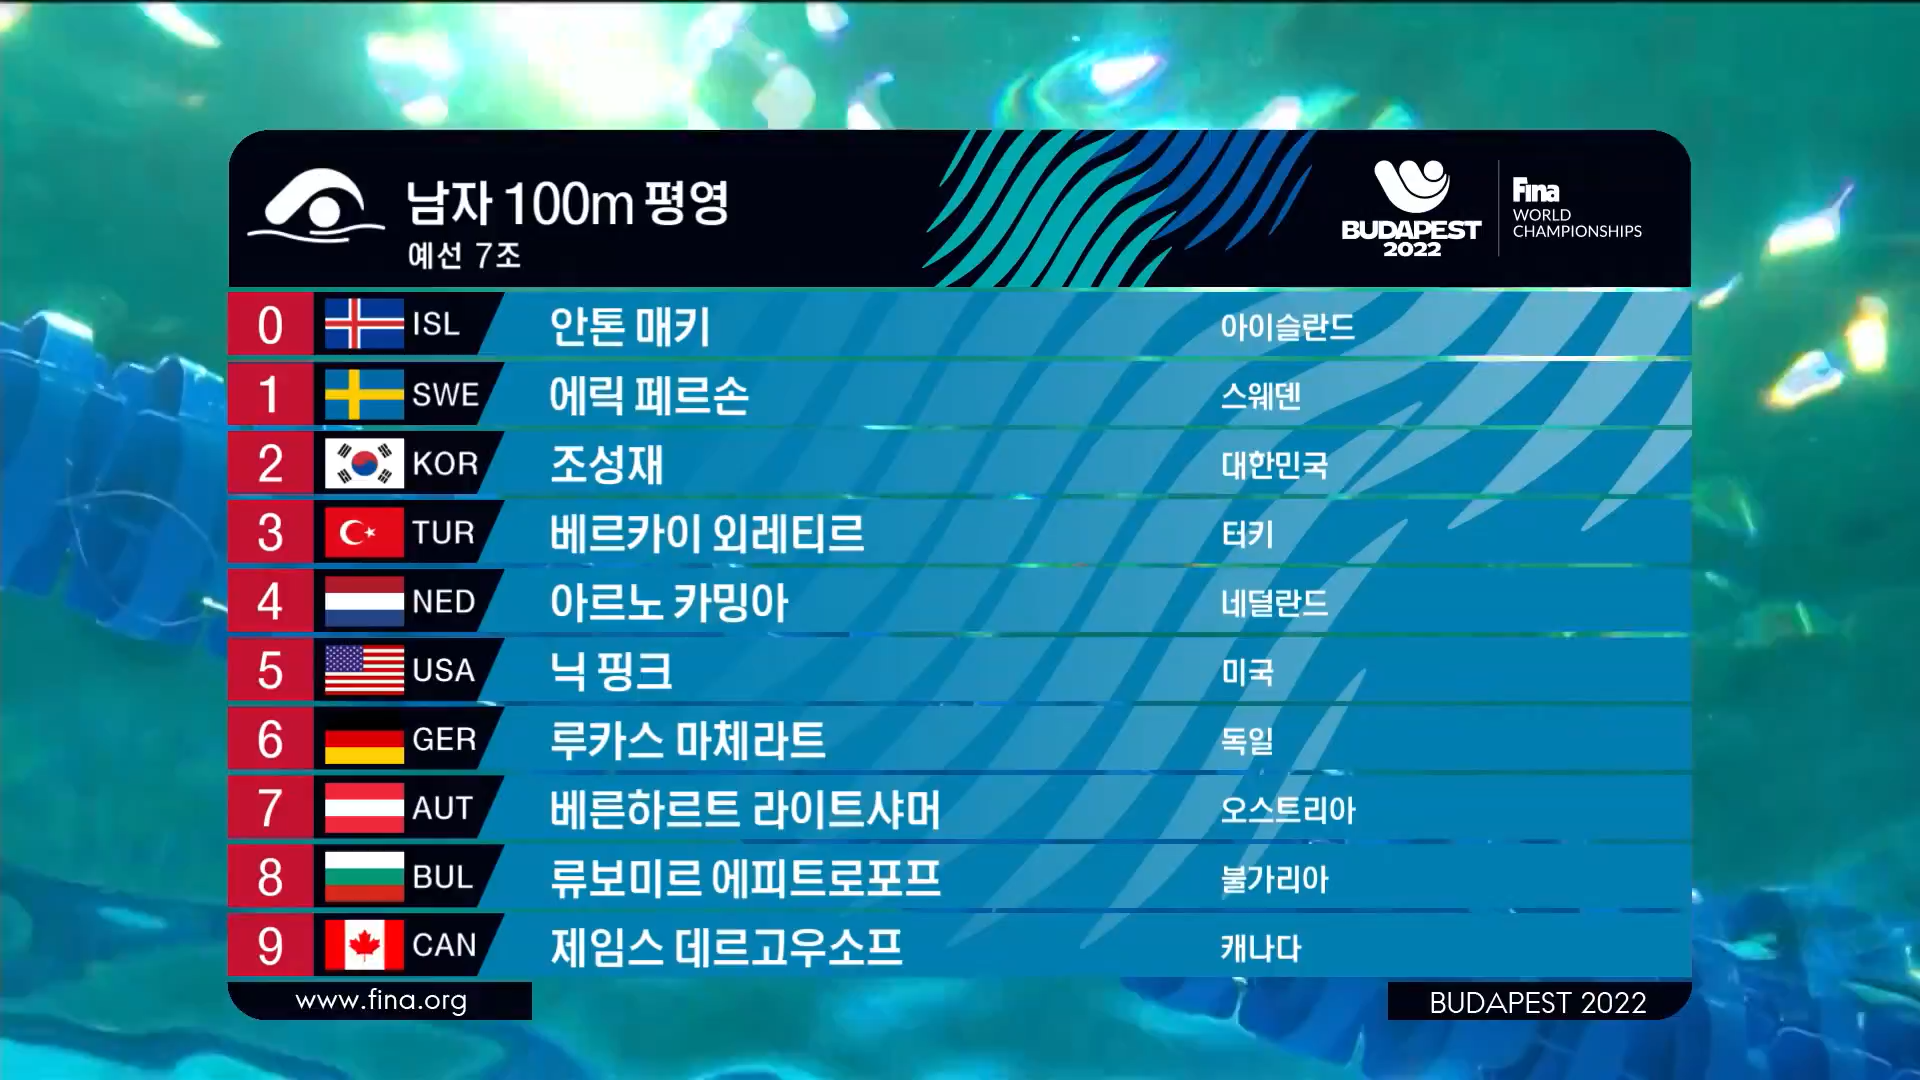 남자 100m 평영
예선 7조
BUDAPEST
2022
Fina
WORLD
CHAMPIONSHIPS
0 ISL 안톤 매키 아이슬란드
1 SWE 에릭 페르손 스웨덴
2 KOR 조성재 대한민국
3 TUR 베르카이 외레티르 터키
4 NED 아르노 카밍아 네덜란드
5 USA 닉 핑크 미국
6 GER 루카스 마체라트 독일
7 AUT 베른하르트 라이트샤머 오스트리아
8 BUL 류보미르 에피트로포프 불가리아
9 CAN 제임스 데르고우소프 캐나다
www.fina.org
BUDAPEST 2022